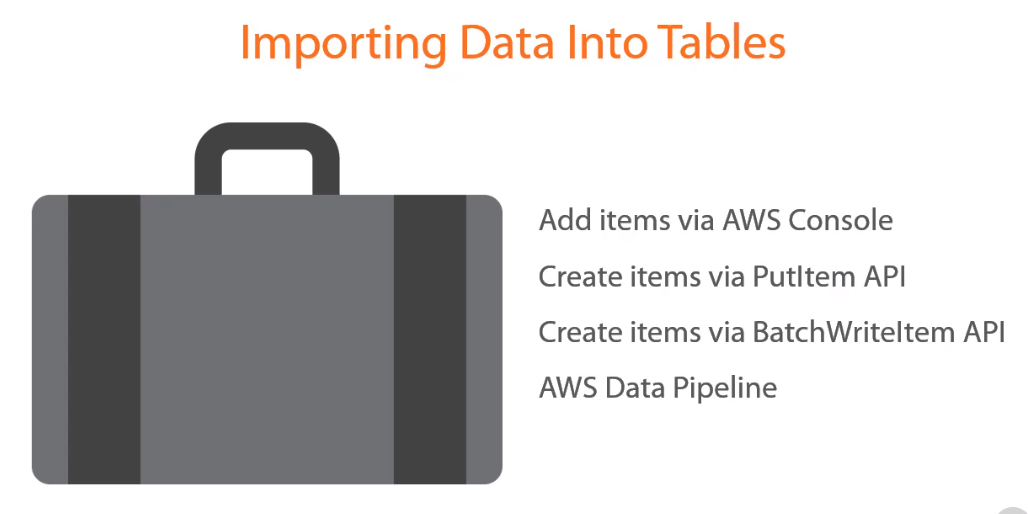 Importing Data Into Tables
Add items via AWS Console
Create items via PutItem API
Create items via BatchWriteItem API
AWS Data Pipeline